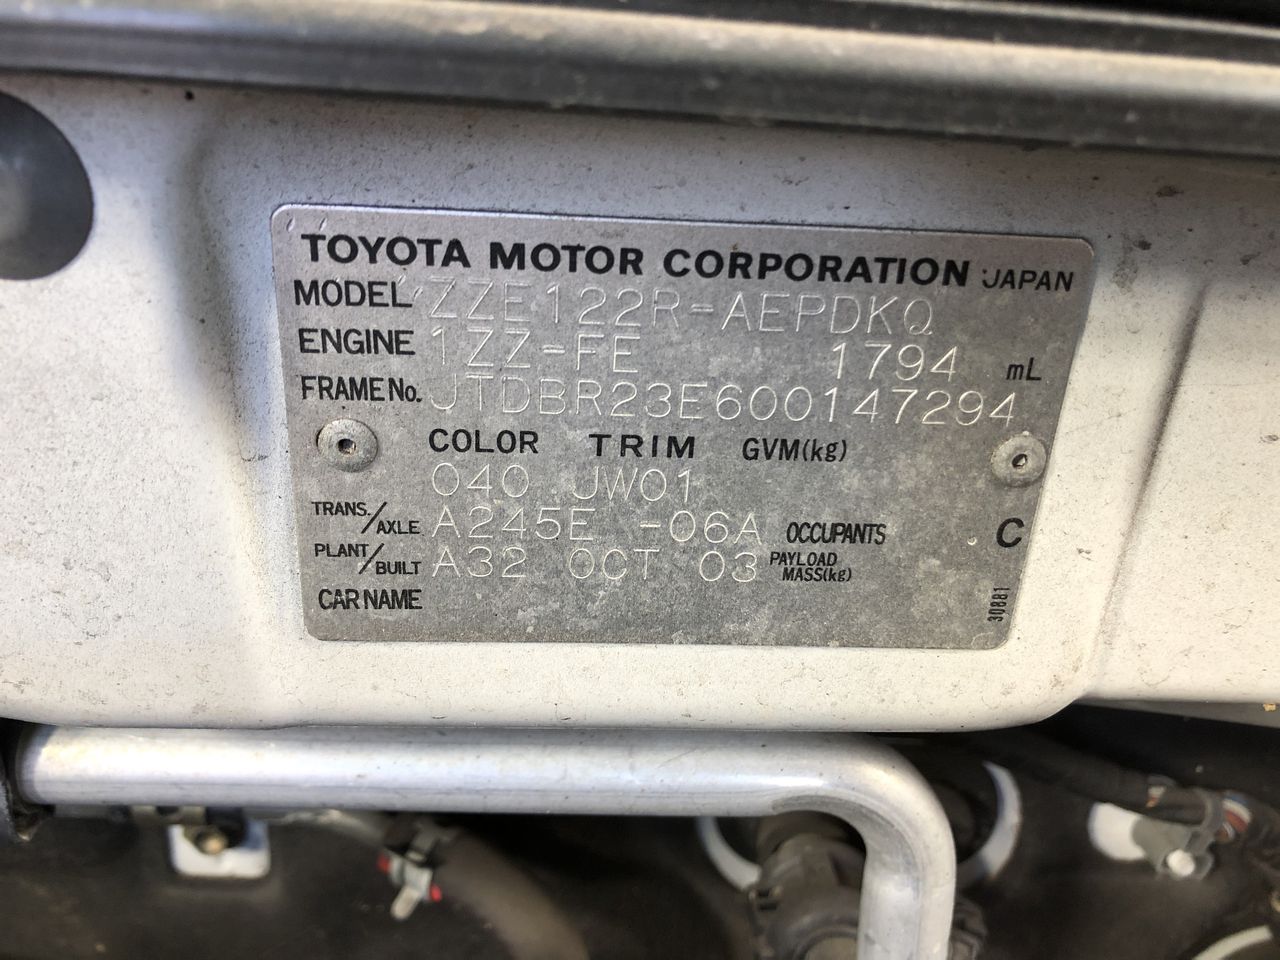 TOYOTA MOTOR CORPORATION JAPAN
MODEL ZZE122R-AEPDKQ
ENGINE 1ZZ-FE 1794 mL
FRAME No. JTDBR23E600147294
COLOR TRIM GVM(kg)
040 JW01
TRANS./AXLE A245E -06A OCCUPANTS C
PLANT/BUILT A32 OCT 03 PAYLOAD MASS(kg)
CAR NAME
30881